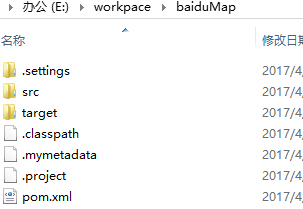 办公 (E:) workpace baiduMap
名称 修改日期
.settings 2017/4/
src 2017/4/
target 2017/4/
.classpath 2017/4/
.mymetadata 2017/4/
.project 2017/4/
pom.xml 2017/4/